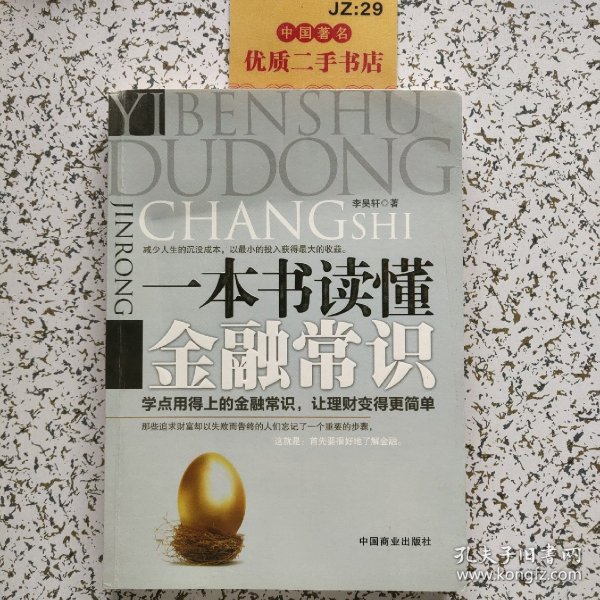 JZ:29
中国著名
优质二手书店
YIBENSHU
DUDONG
JINRONG
CHANGSHI
李昊轩◇著
减少人生的沉没成本，以最小的投入获得最大的收益。
一本书读懂
金融常识
学点用得上的金融常识，让理财变得更简单
那些追求财富却以失败而告终的人们忘记了一个重要的步骤，
这就是：首先要很好地了解金融。
中国商业出版社
孔夫子旧书网
www.kongfz.com